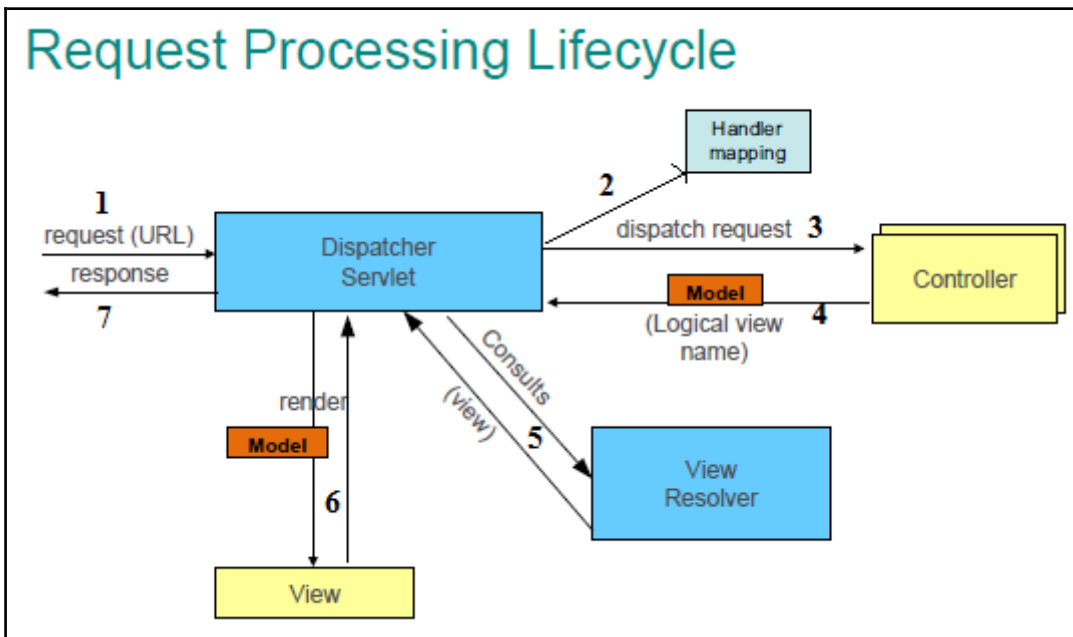 Request Processing Lifecycle
Handler
mapping
1
2
request (URL)
dispatch request 3
Dispatcher
Servlet
response
Controller
7
Model
4
(Logical view
name)
Consults
(view)
5
render
Model
View
Resolver
6
View